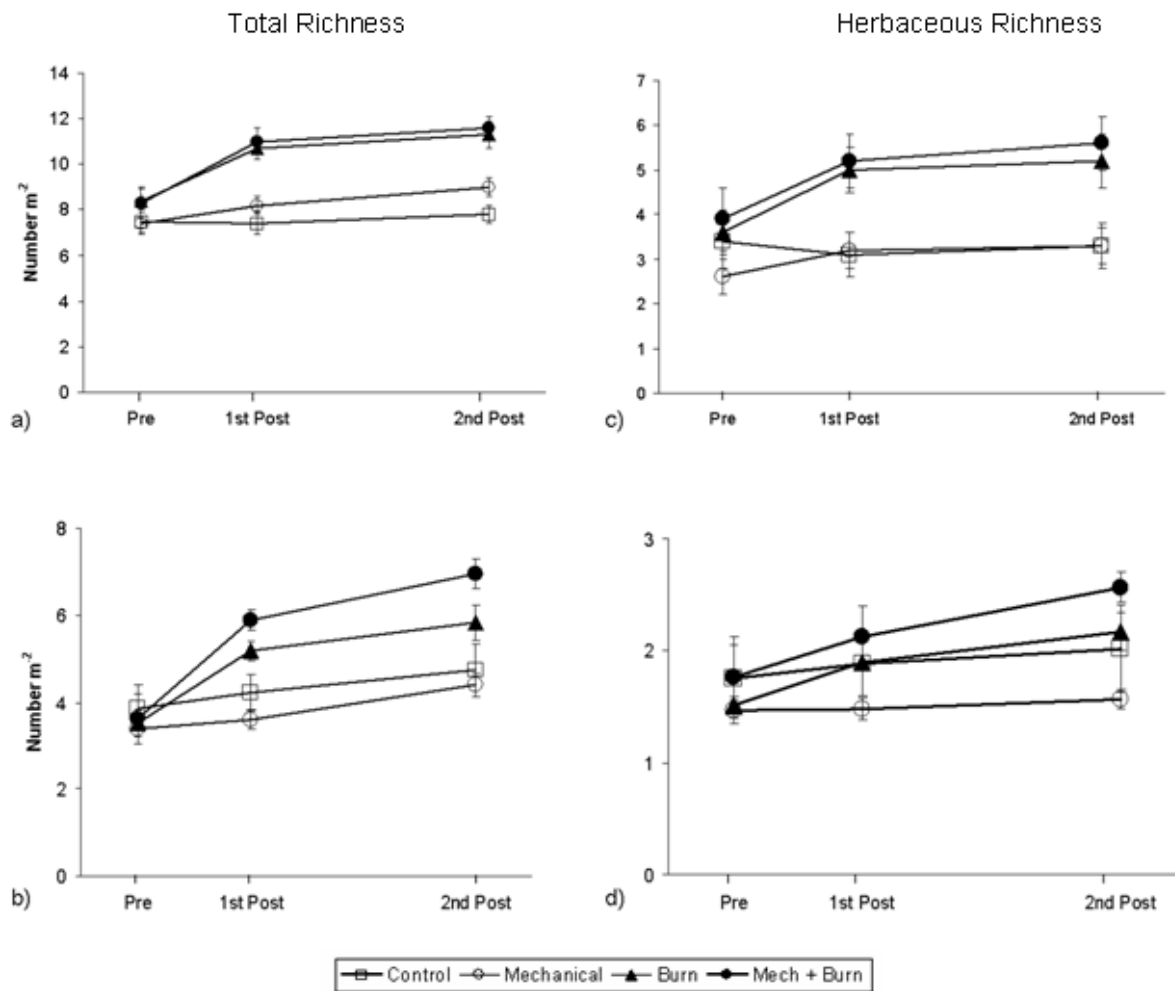 Total Richness
Herbaceous Richness
14
12
10
8
6
4
2
0
Number m⁻²
Pre 1st Post 2nd Post
a)
7
6
5
4
3
2
1
0
Pre 1st Post 2nd Post
c)
8
6
4
2
0
Number m⁻²
Pre 1st Post 2nd Post
b)
3
2
1
0
Pre 1st Post 2nd Post
d)
Control Mechanical Burn Mech + Burn